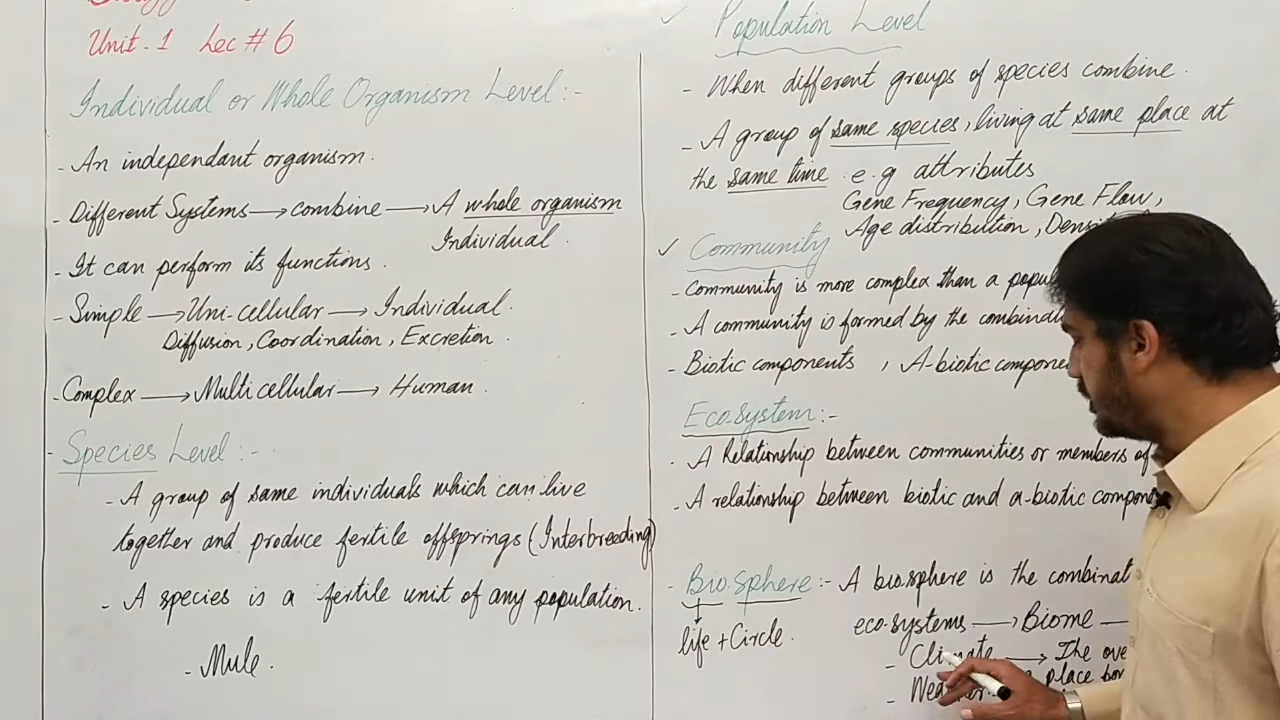 Unit-1 Lec # 6
Individual or Whole Organism Level:-
- An independant organism.
- Different Systems → combine → A whole organism
Individual.
- It can perform its functions.
- Simple → Uni-cellular → Individual.
Diffusion, Coordination, Excretion.
- Complex → Multicellular → Human.
- Species Level:-
- A group of same individuals which can live
together and produce fertile offsprings (Interbreeding)
- A species is a fertile unit of any population.
- Mule.
✓ Population Level
- When different groups of species combine.
- A group of same species, living at same place at
the same time e.g attributes
Gene Frequency, Gene Flow,
Age distribution,
✓ Community
- Community is more complex than a
- A community is formed by the
- Biotic components, A-biotic
Eco-System:-
- A Relationship between communities or members of
- A relationship between biotic and a-biotic
- Bio-Sphere:- A bio.sphere is the
life + Circle.
eco-systems → Biome →
- Climate → The
- place